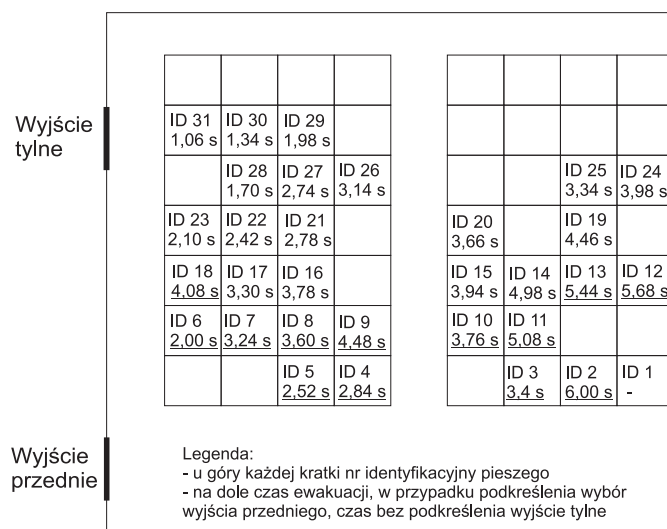 Wyjście
tylne
ID 31 ID 30 ID 29
1,06 s 1,34 s 1,98 s
ID 28 ID 27 ID 26 ID 25 ID 24
1,70 s 2,74 s 3,14 s 3,34 s 3,98 s
ID 23 ID 22 ID 21 ID 20 ID 19
2,10 s 2,42 s 2,78 s 3,66 s 4,46 s
ID 18 ID 17 ID 16 ID 15 ID 14 ID 13 ID 12
4,08 s 3,30 s 3,78 s 3,94 s 4,98 s 5,44 s 5,68 s
ID 6 ID 7 ID 8 ID 9 ID 10 ID 11
2,00 s 3,24 s 3,60 s 4,48 s 3,76 s 5,08 s
ID 5 ID 4 ID 3 ID 2 ID 1
2,52 s 2,84 s 3,4 s 6,00 s -
Wyjście
przednie
Legenda:
- u góry każdej kratki nr identyfikacyjny pieszego
- na dole czas ewakuacji, w przypadku podkreślenia wybór
wyjścia przedniego, czas bez podkreślenia wyjście tylne